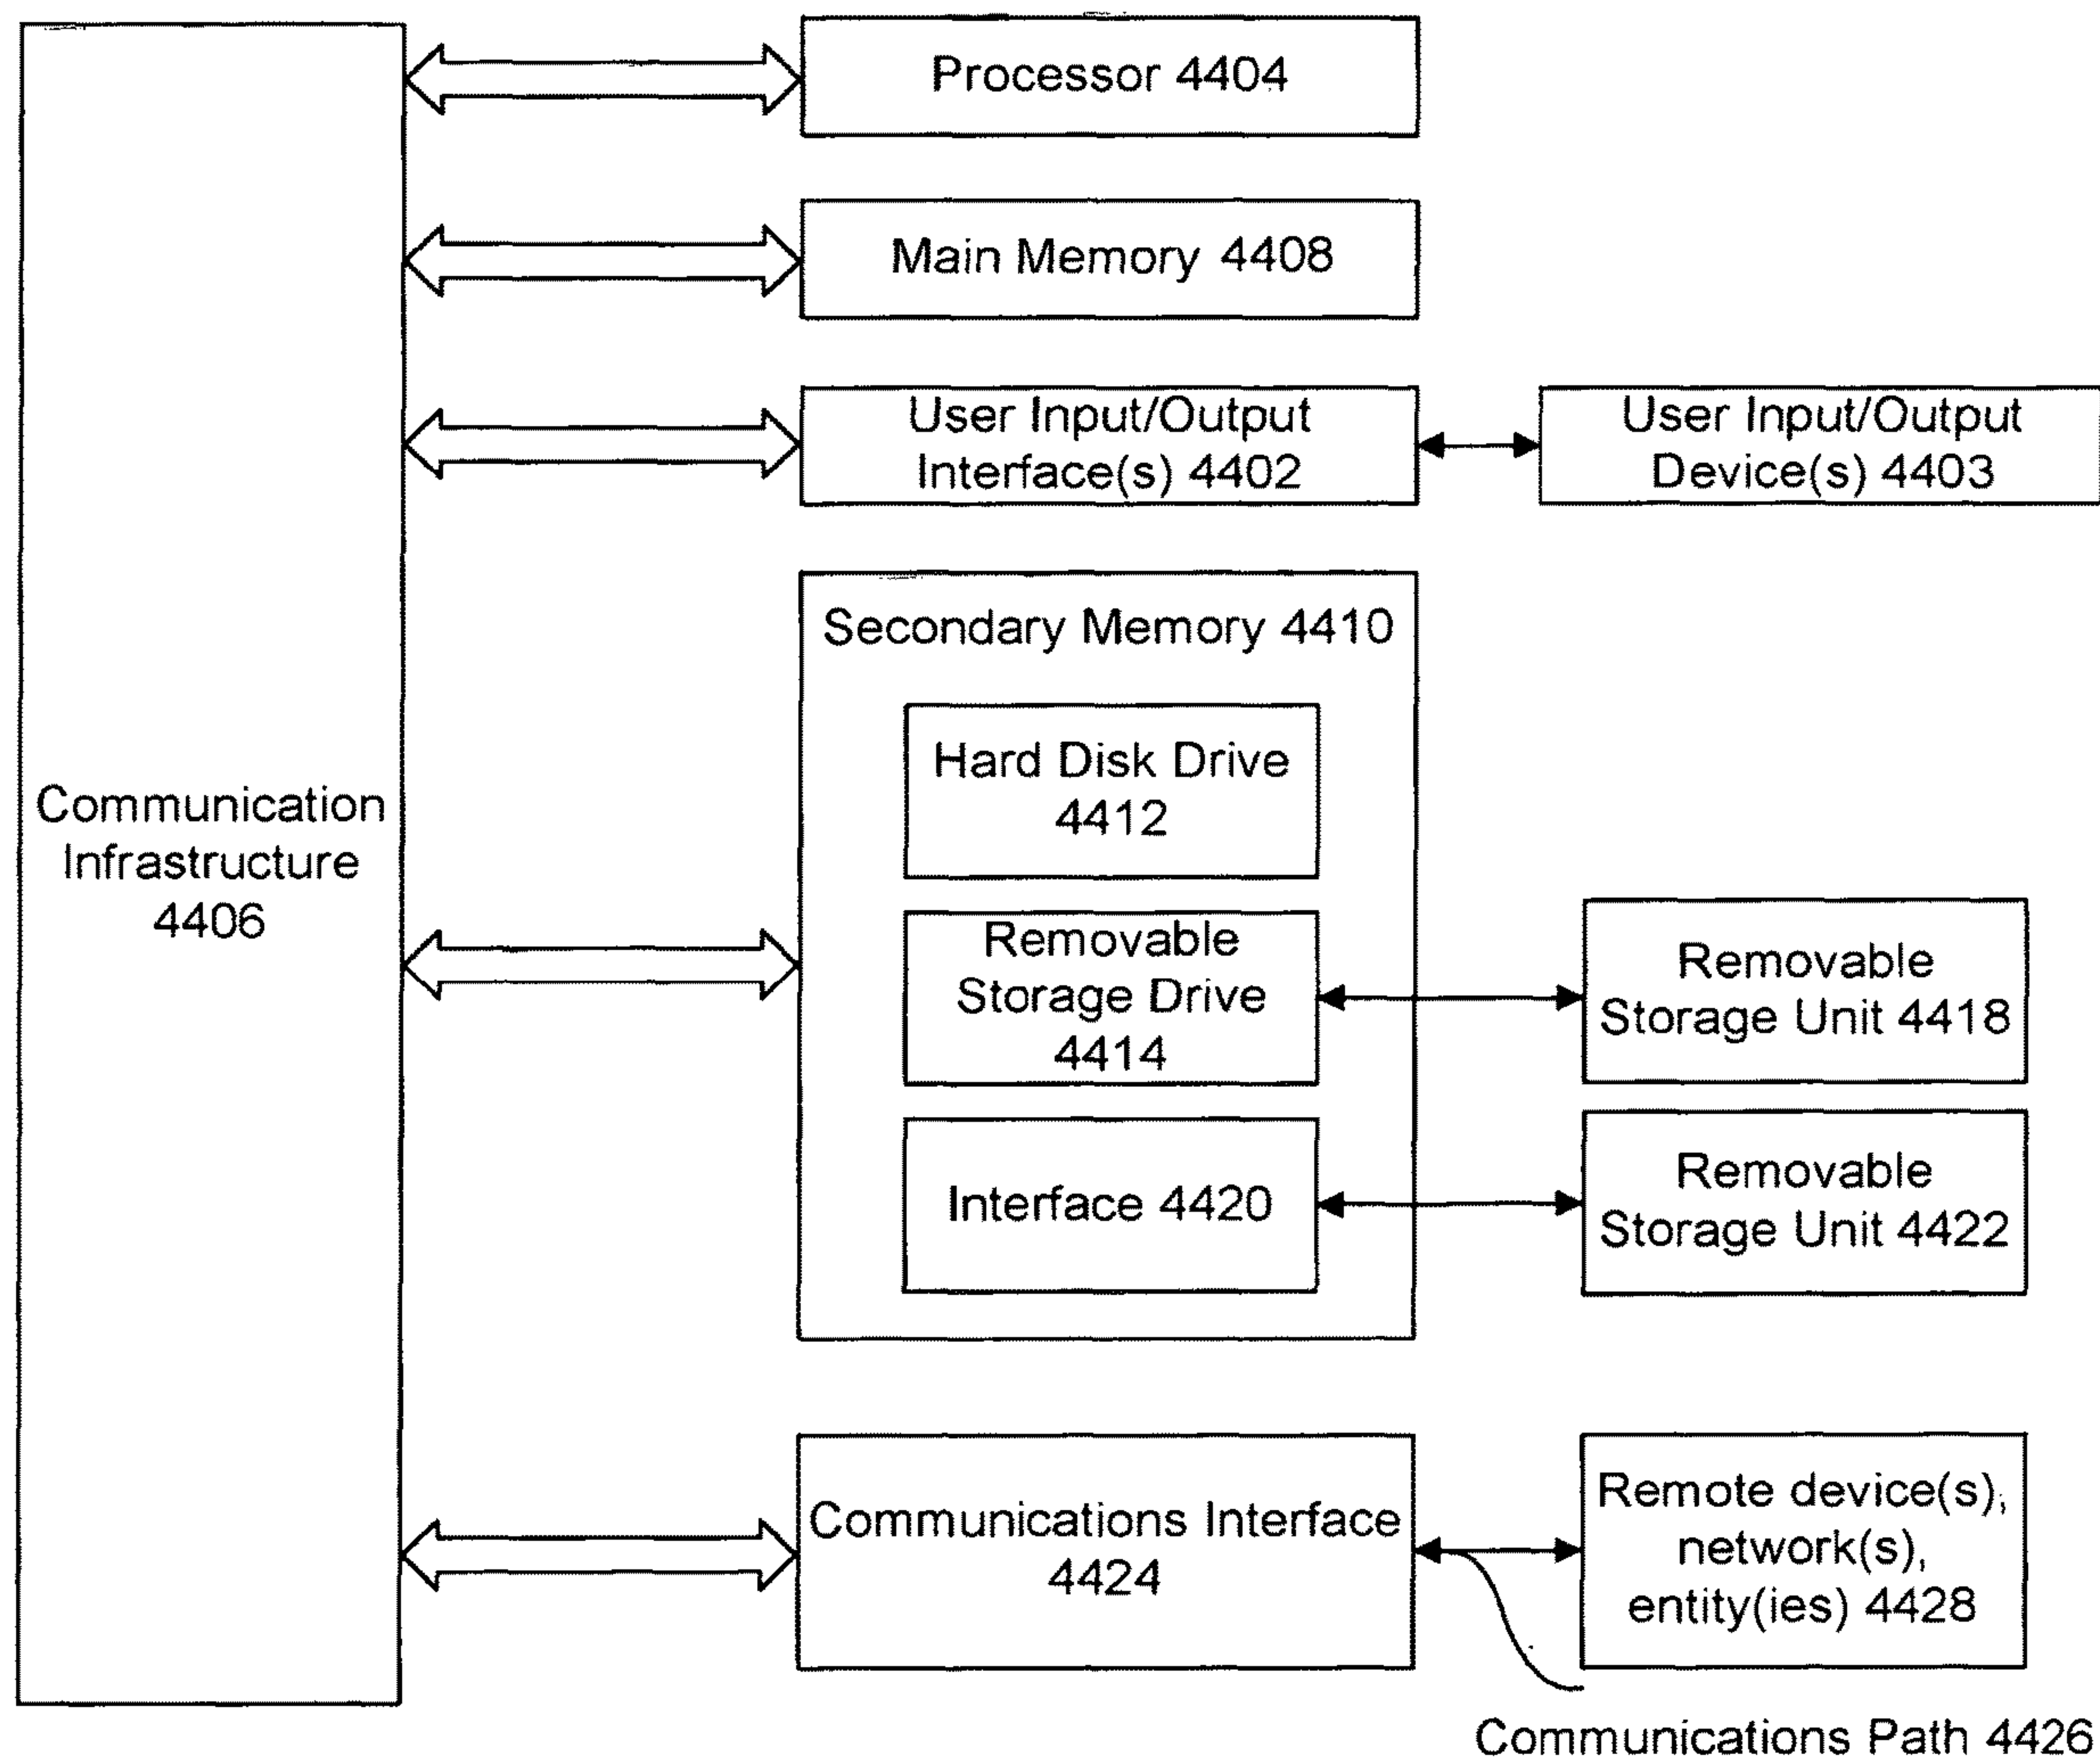 Processor 4404
Main Memory 4408
User Input/Output
Interface(s) 4402
User Input/Output
Device(s) 4403
Secondary Memory 4410
Hard Disk Drive
4412
Communication
Infrastructure
4406
Removable
Storage Drive
4414
Removable
Storage Unit 4418
Interface 4420
Removable
Storage Unit 4422
Communications Interface
4424
Remote device(s),
network(s),
entity(ies) 4428
Communications Path 4426